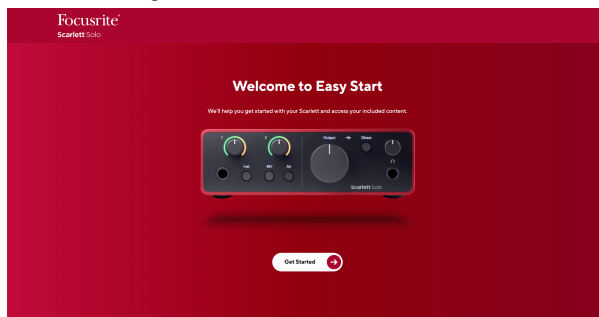 Focusrite®
Scarlett Solo
Welcome to Easy Start
We'll help you get started with your Scarlett and access your included content.
1 2 Output Direct
Inst 48V Air
Scarlett Solo
Get Started